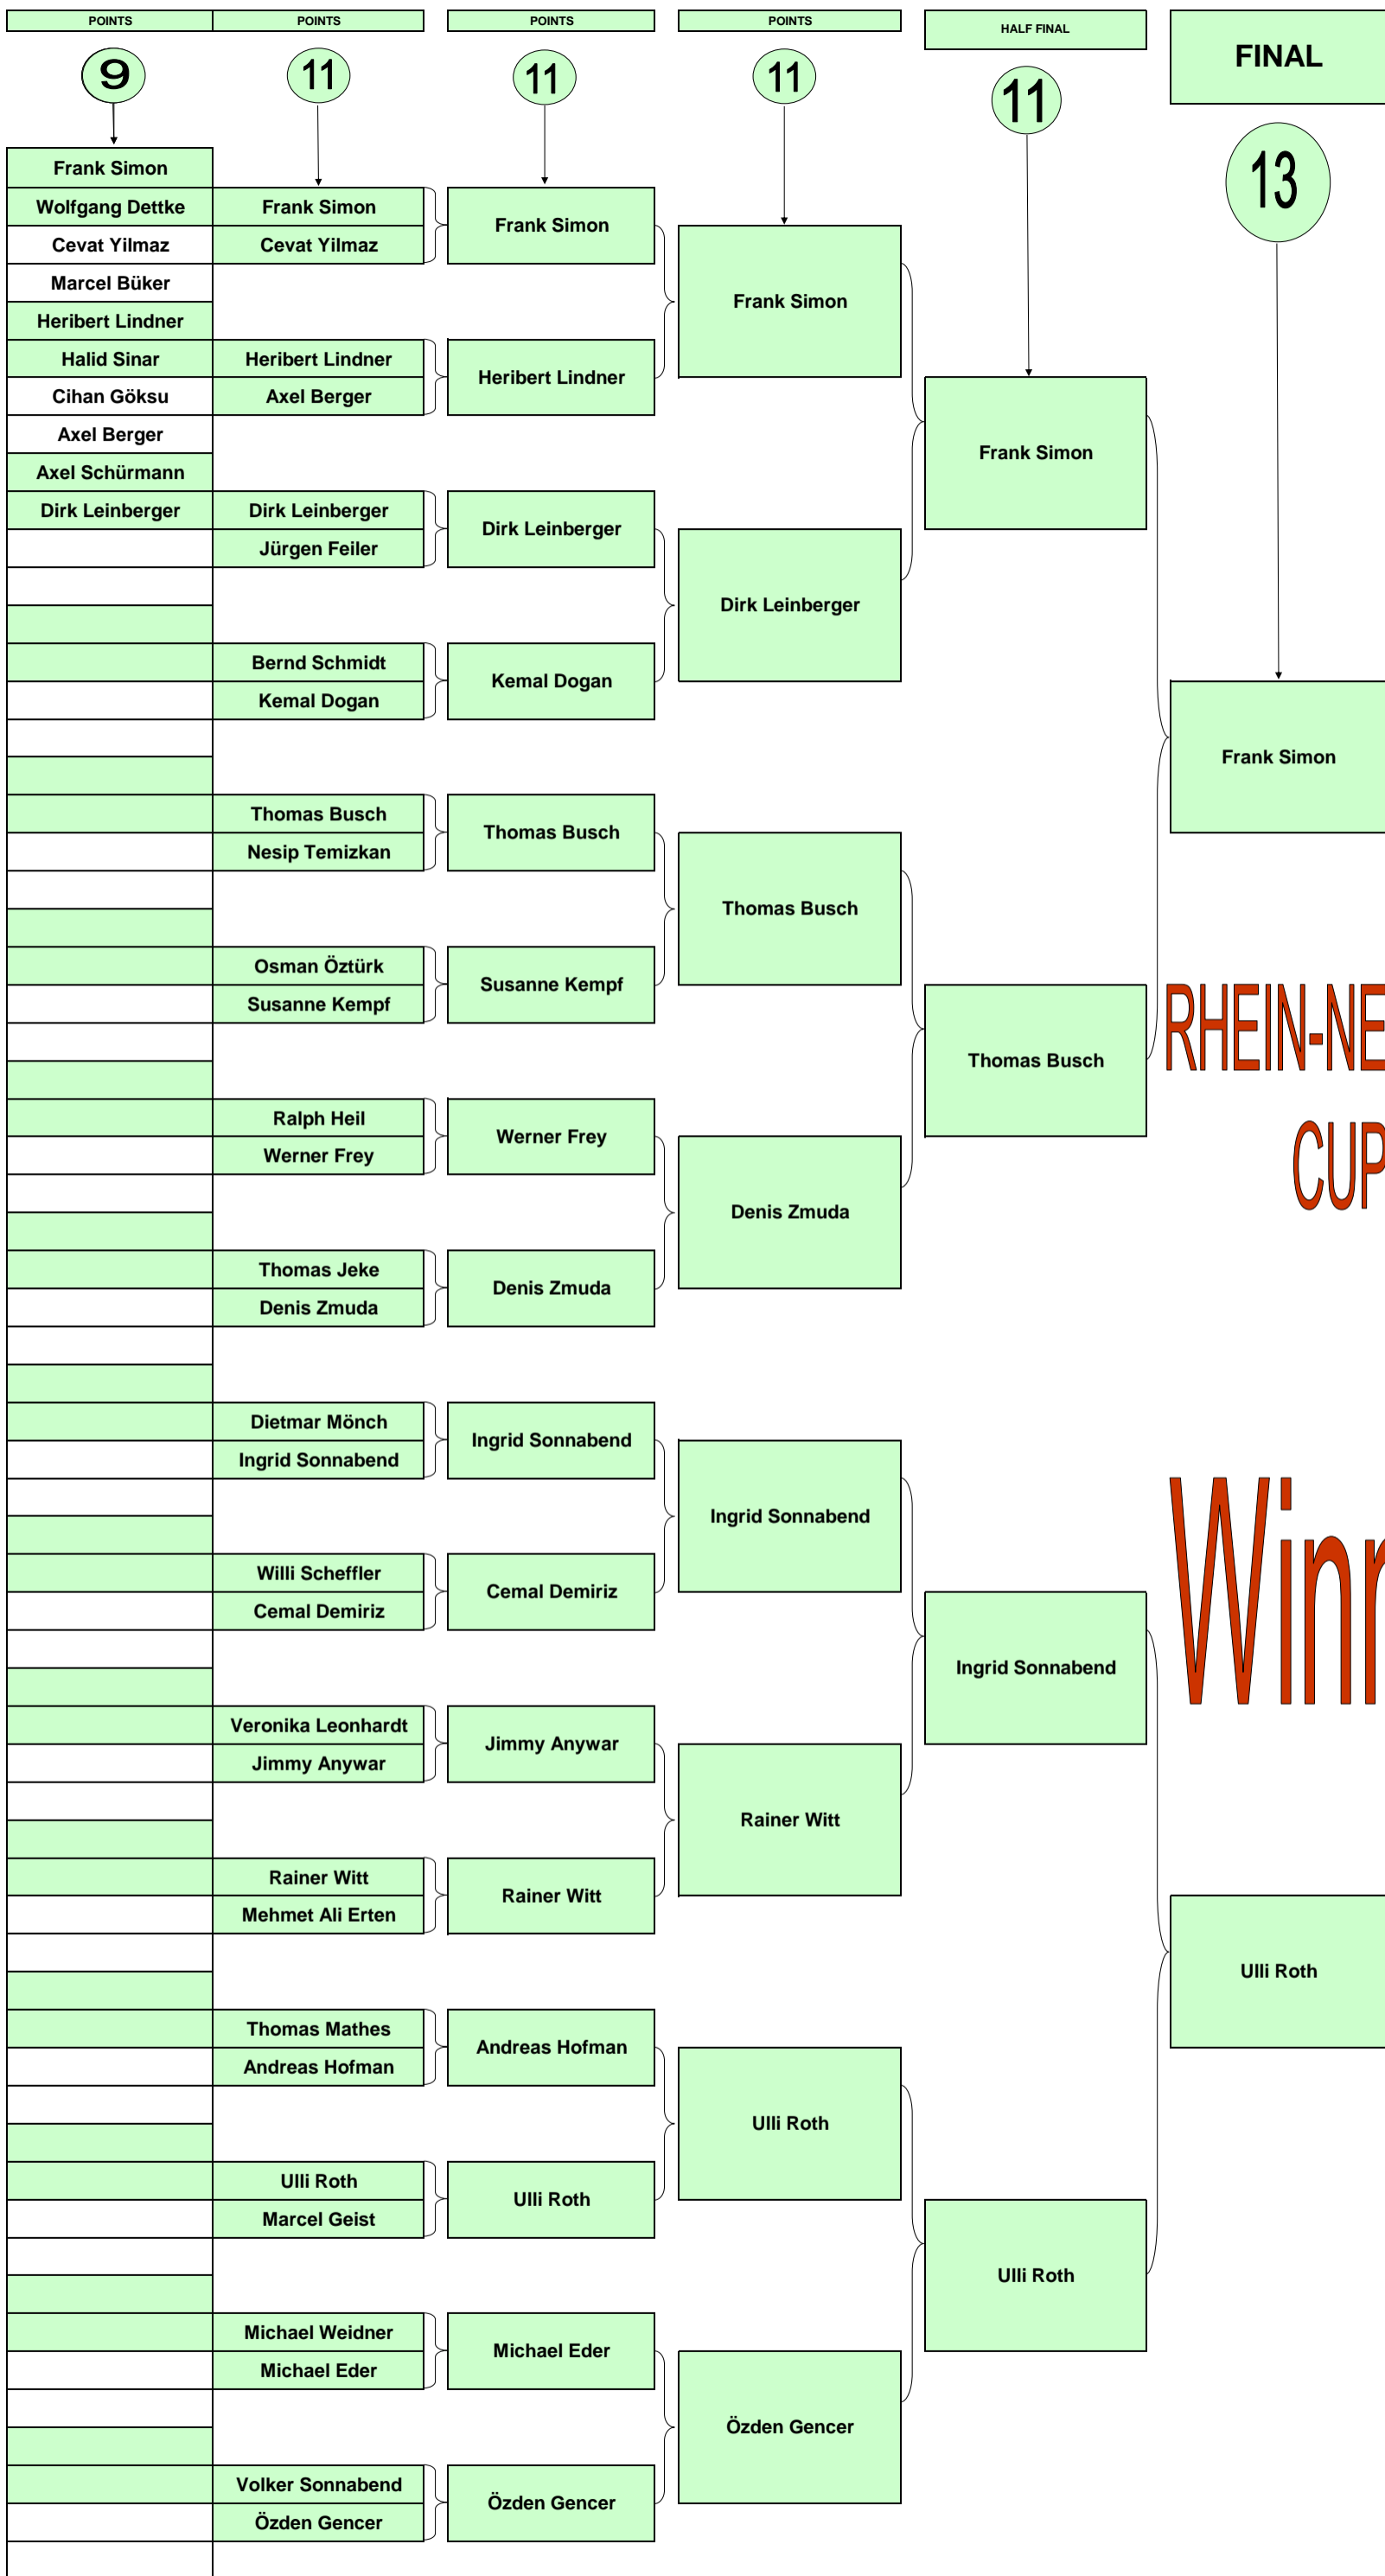 POINTS
POINTS
POINTS
POINTS
HALF FINAL
FINAL
9
11
11
11
11
13
Frank Simon
Wolfgang Dettke
Cevat Yilmaz
Marcel Büker
Heribert Lindner
Halid Sinar
Cihan Göksu
Axel Berger
Axel Schürmann
Dirk Leinberger
Frank Simon
Cevat Yilmaz
Heribert Lindner
Axel Berger
Dirk Leinberger
Jürgen Feiler
Bernd Schmidt
Kemal Dogan
Thomas Busch
Nesip Temizkan
Osman Öztürk
Susanne Kempf
Ralph Heil
Werner Frey
Thomas Jeke
Denis Zmuda
Dietmar Mönch
Ingrid Sonnabend
Willi Scheffler
Cemal Demiriz
Veronika Leonhardt
Jimmy Anywar
Rainer Witt
Mehmet Ali Erten
Thomas Mathes
Andreas Hofman
Ulli Roth
Marcel Geist
Michael Weidner
Michael Eder
Volker Sonnabend
Özden Gencer
Frank Simon
Heribert Lindner
Dirk Leinberger
Kemal Dogan
Thomas Busch
Susanne Kempf
Werner Frey
Denis Zmuda
Ingrid Sonnabend
Cemal Demiriz
Jimmy Anywar
Rainer Witt
Andreas Hofman
Ulli Roth
Michael Eder
Özden Gencer
Frank Simon
Dirk Leinberger
Thomas Busch
Denis Zmuda
Ingrid Sonnabend
Rainer Witt
Ulli Roth
Özden Gencer
Frank Simon
Thomas Busch
Ingrid Sonnabend
Ulli Roth
Frank Simon
Ulli Roth
RHEIN-NE
CUP
Winn